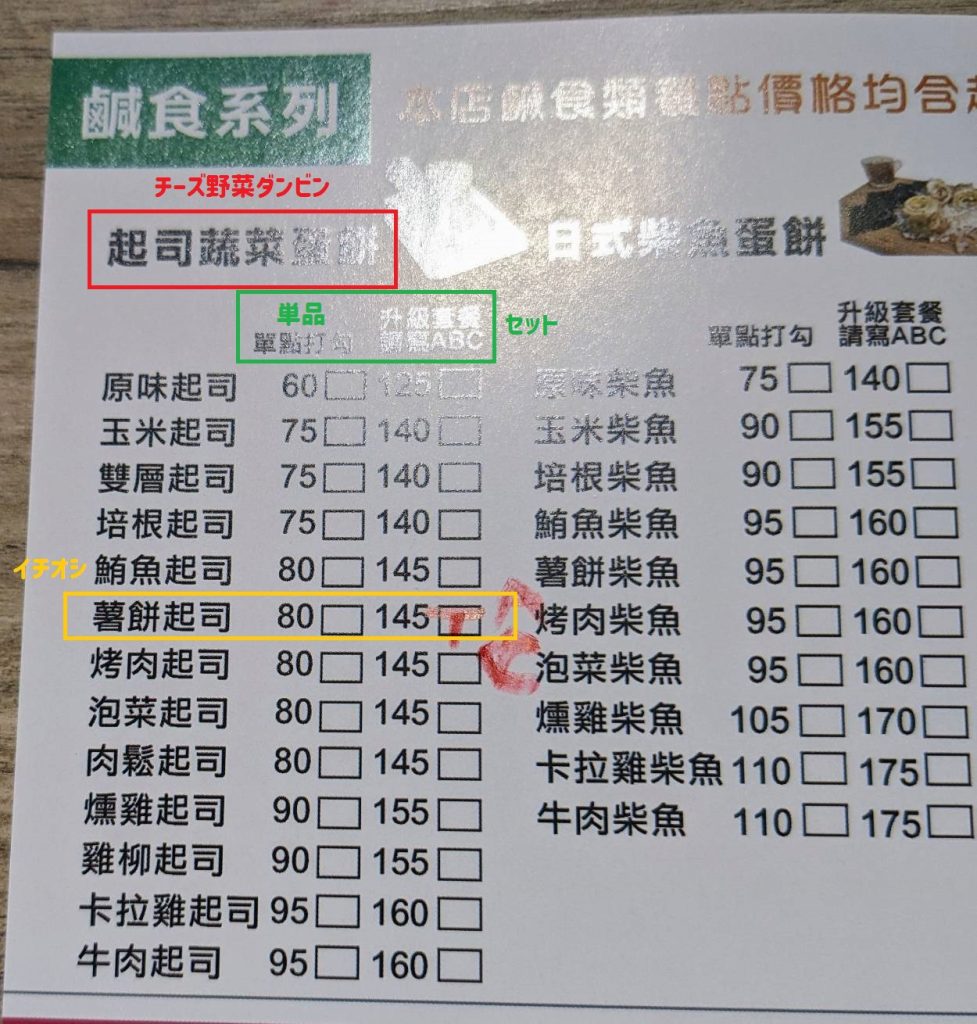 鹹食系列
本店鹹食類餐點價格均含
チーズ野菜ダンビン
起司蔬菜蛋餅
日式柴魚蛋餅
単品
單點打勾
升級套餐
請寫ABC
セット
單點打勾
升級套餐
請寫ABC
原味起司 60 125
玉米起司 75 140
雙層起司 75 140
培根起司 75 140
イチオシ
鮪魚起司 80 145
薯餅起司 80 145
烤肉起司 80 145
泡菜起司 80 145
肉鬆起司 80 145
燻雞起司 90 155
雞柳起司 90 155
卡拉雞起司 95 160
牛肉起司 95 160
原味柴魚 75 140
玉米柴魚 90 155
培根柴魚 90 155
鮪魚柴魚 95 160
薯餅柴魚 95 160
烤肉柴魚 95 160
泡菜柴魚 95 160
燻雞柴魚 105 170
卡拉雞柴魚 110 175
牛肉柴魚 110 175